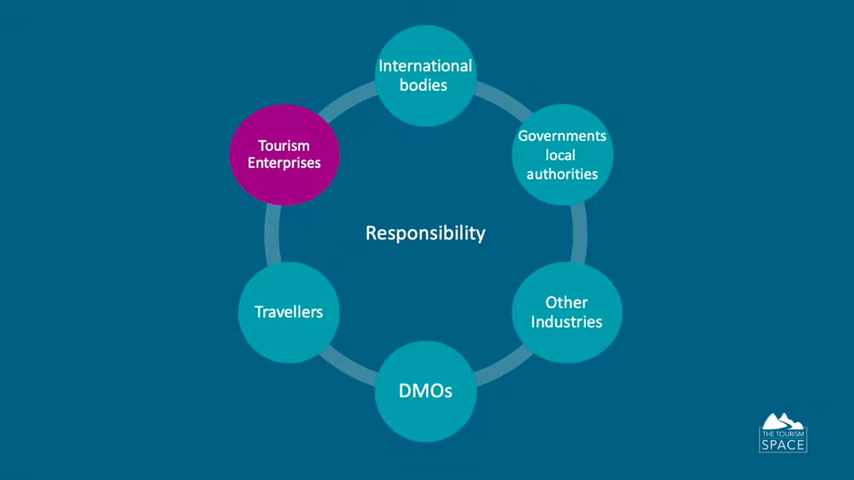 International
bodies
Governments
local
authorities
Tourism
Enterprises
Responsibility
Travellers
Other
Industries
DMOs
THE TOURISM
SPACE